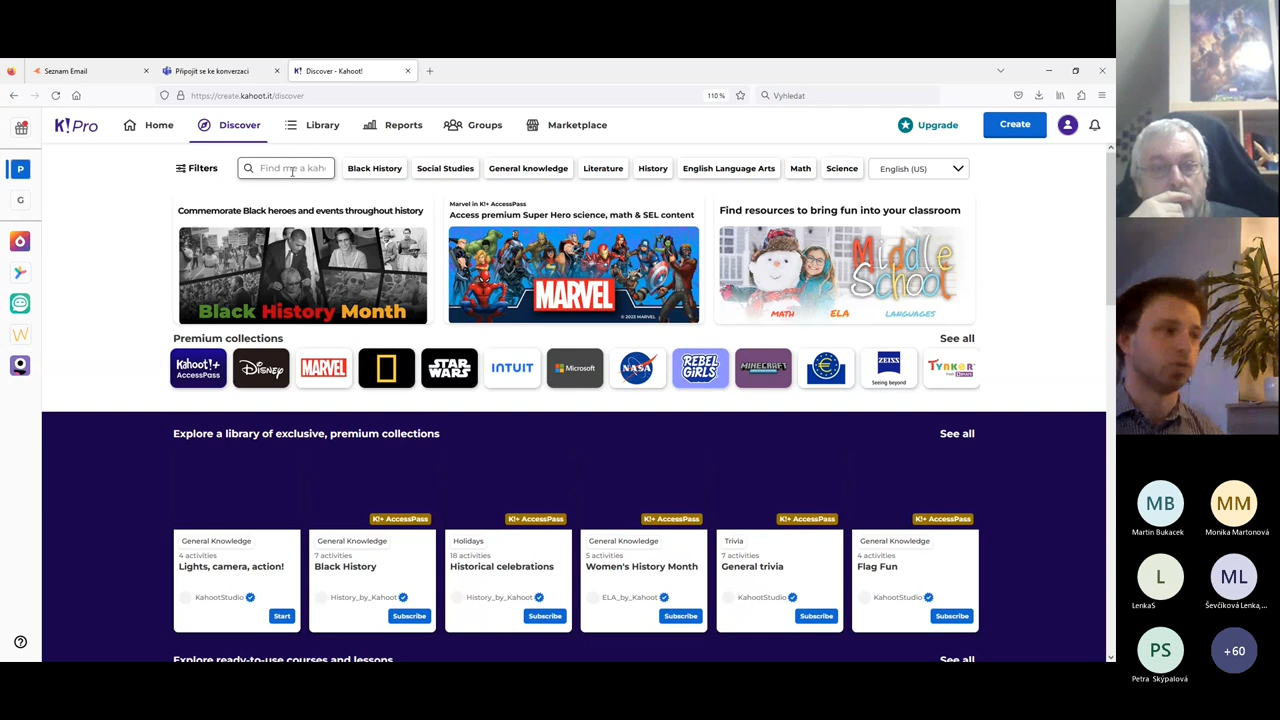 Seznam Email
Připojit se ke konverzaci
K! Discover - Kahoot!
https://create.kahoot.it/discover
110 %
Vyhledat
K!Pro
Home
Discover
Library
Reports
Groups
Marketplace
Upgrade
Create
P
G
W
Filters
Find me a kaho
Black History
Social Studies
General knowledge
Literature
History
English Language Arts
Math
Science
English (US)
Commemorate Black heroes and events throughout history
Black History Month
Marvel in K!+ AccessPass
Access premium Super Hero science, math & SEL content
MARVEL
© 2023 MARVEL
Find resources to bring fun into your classroom
Middle School
MATH ELA LANGUAGES
Premium collections
See all
Kahoot!+ AccessPass
Disney
MARVEL
STAR WARS
INTUIT
Microsoft
NASA
REBEL GIRLS
MINECRAFT
ZEISS
Seeing beyond
Tynker
Explore a library of exclusive, premium collections
See all
K!+ AccessPass
K!+ AccessPass
K!+ AccessPass
K!+ AccessPass
K!+ AccessPass
General Knowledge
4 activities
Lights, camera, action!
KahootStudio
Start
General Knowledge
7 activities
Black History
History_by_Kahoot
Subscribe
Holidays
18 activities
Historical celebrations
History_by_Kahoot
Subscribe
General Knowledge
5 activities
Women's History Month
ELA_by_Kahoot
Subscribe
Trivia
7 activities
General trivia
KahootStudio
Subscribe
General Knowledge
4 activities
Flag Fun
KahootStudio
Subscribe
Explore ready-to-use courses and lessons
See all
MB
Martin Bukacek
MM
Monika Martonová
L
LenkaS
ML
Ševčíková Lenka,...
PS
Petra Skýpalová
+60